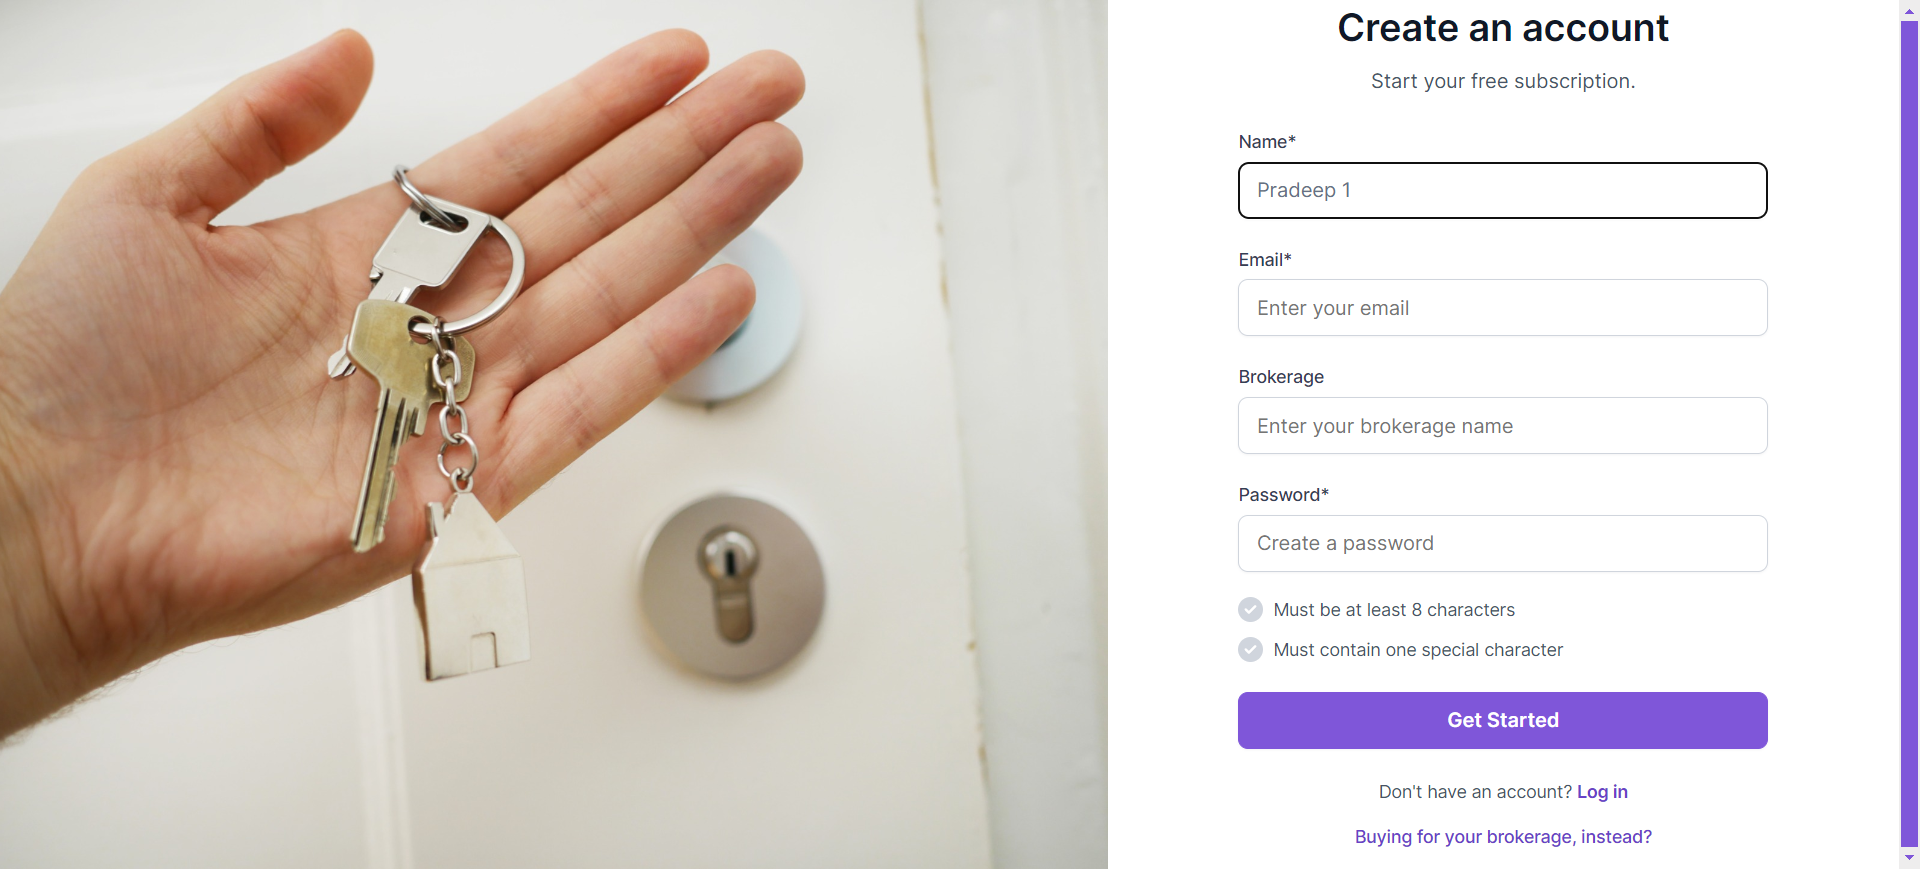 Create an account
Start your free subscription.
Name*
Pradeep 1
Email*
Enter your email
Brokerage
Enter your brokerage name
Password*
Create a password
Must be at least 8 characters
Must contain one special character
Get Started
Don't have an account? Log in
Buying for your brokerage, instead?